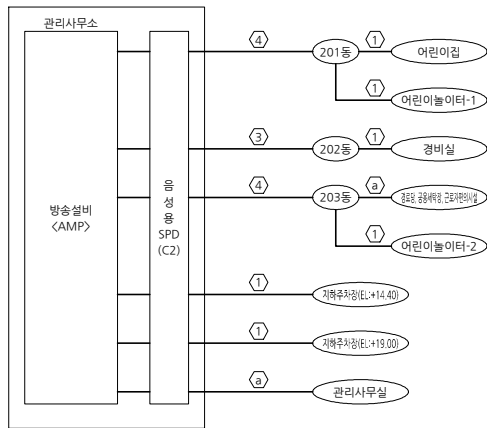 관리사무소
방송설비
<AMP>
음
성
용
SPD
(C2)
4
201동
1
어린이집
1
어린이놀이터-1
3
202동
1
경비실
4
203동
a
경로당, 공용세탁장, 근로자편의시설
1
어린이놀이터-2
1
지하주차장(EL:+14.40)
1
지하주차장(EL:+19.00)
a
관리사무실